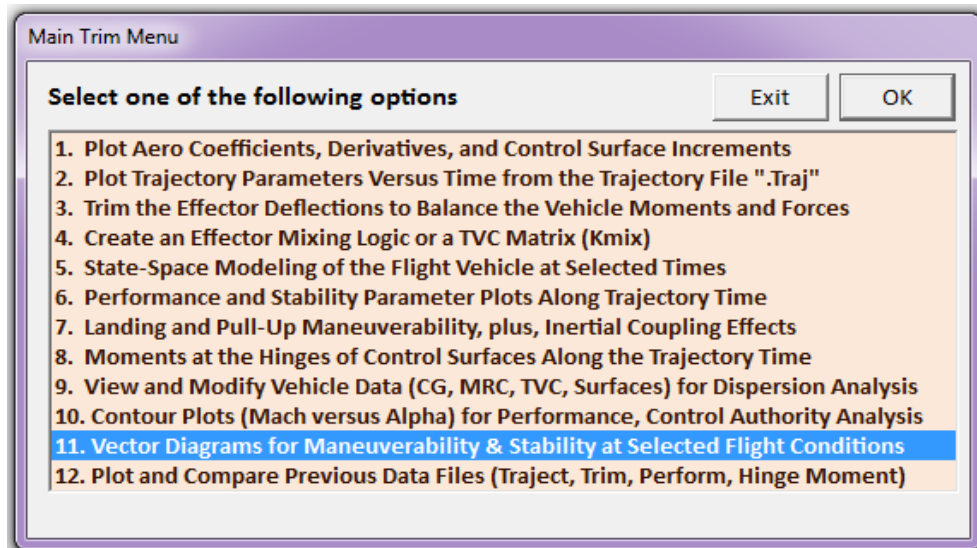 Main Trim Menu
Select one of the following options
Exit
OK
1. Plot Aero Coefficients, Derivatives, and Control Surface Increments
2. Plot Trajectory Parameters Versus Time from the Trajectory File ".Traj"
3. Trim the Effector Deflections to Balance the Vehicle Moments and Forces
4. Create an Effector Mixing Logic or a TVC Matrix (Kmix)
5. State-Space Modeling of the Flight Vehicle at Selected Times
6. Performance and Stability Parameter Plots Along Trajectory Time
7. Landing and Pull-Up Maneuverability, plus, Inertial Coupling Effects
8. Moments at the Hinges of Control Surfaces Along the Trajectory Time
9. View and Modify Vehicle Data (CG, MRC, TVC, Surfaces) for Dispersion Analysis
10. Contour Plots (Mach versus Alpha) for Performance, Control Authority Analysis
11. Vector Diagrams for Maneuverability & Stability at Selected Flight Conditions
12. Plot and Compare Previous Data Files (Traject, Trim, Perform, Hinge Moment)